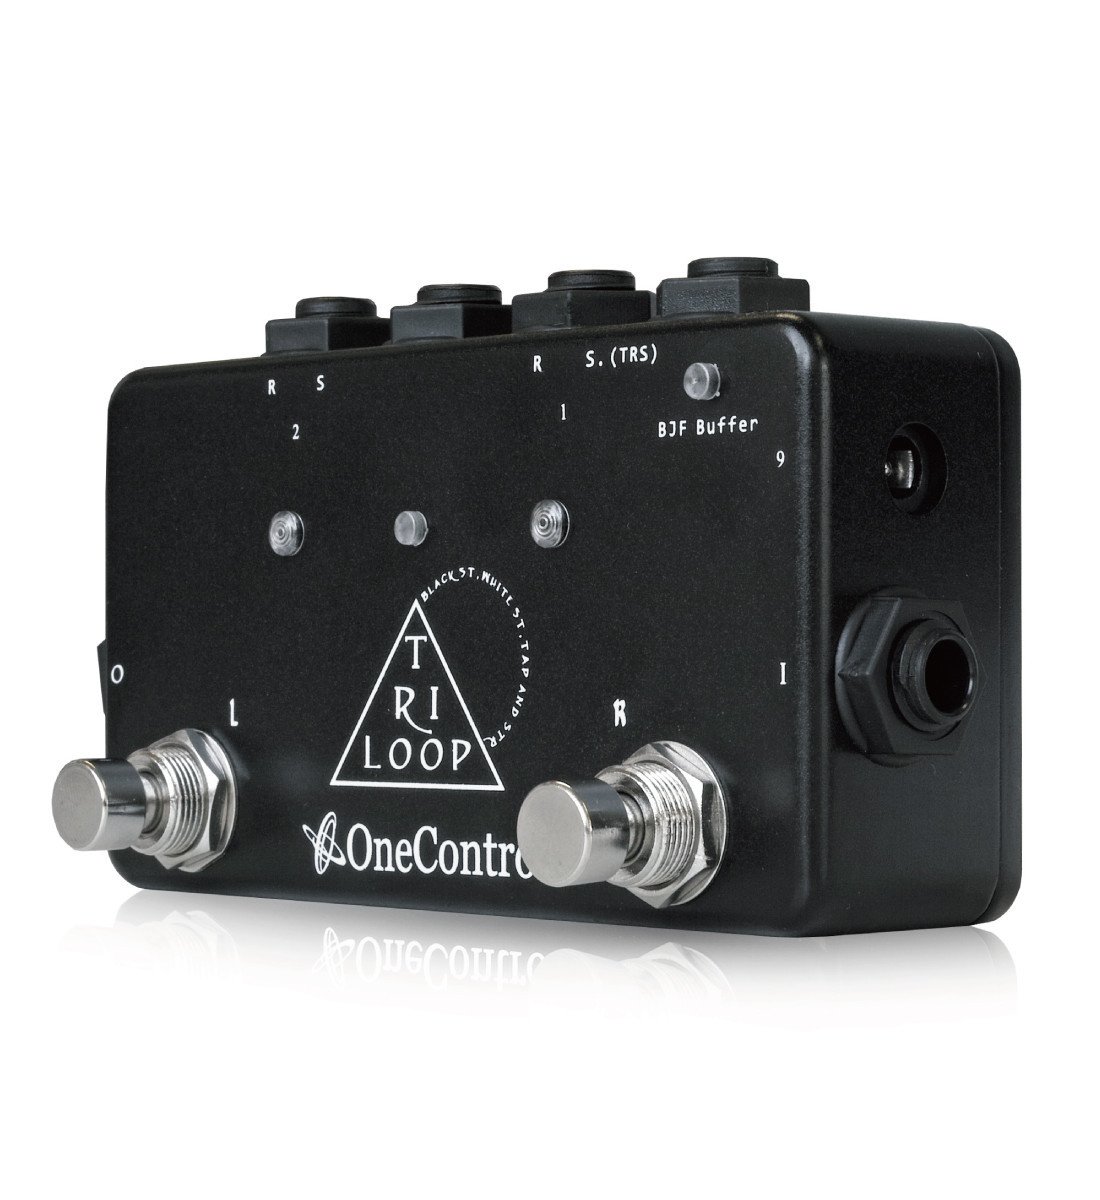 R S
2
R S. (TRS)
1
BJF Buffer
9
BLACK ST, WHITE ST, TAP AND STR
T
RI
LOOP
O
I
L
R
OneContro